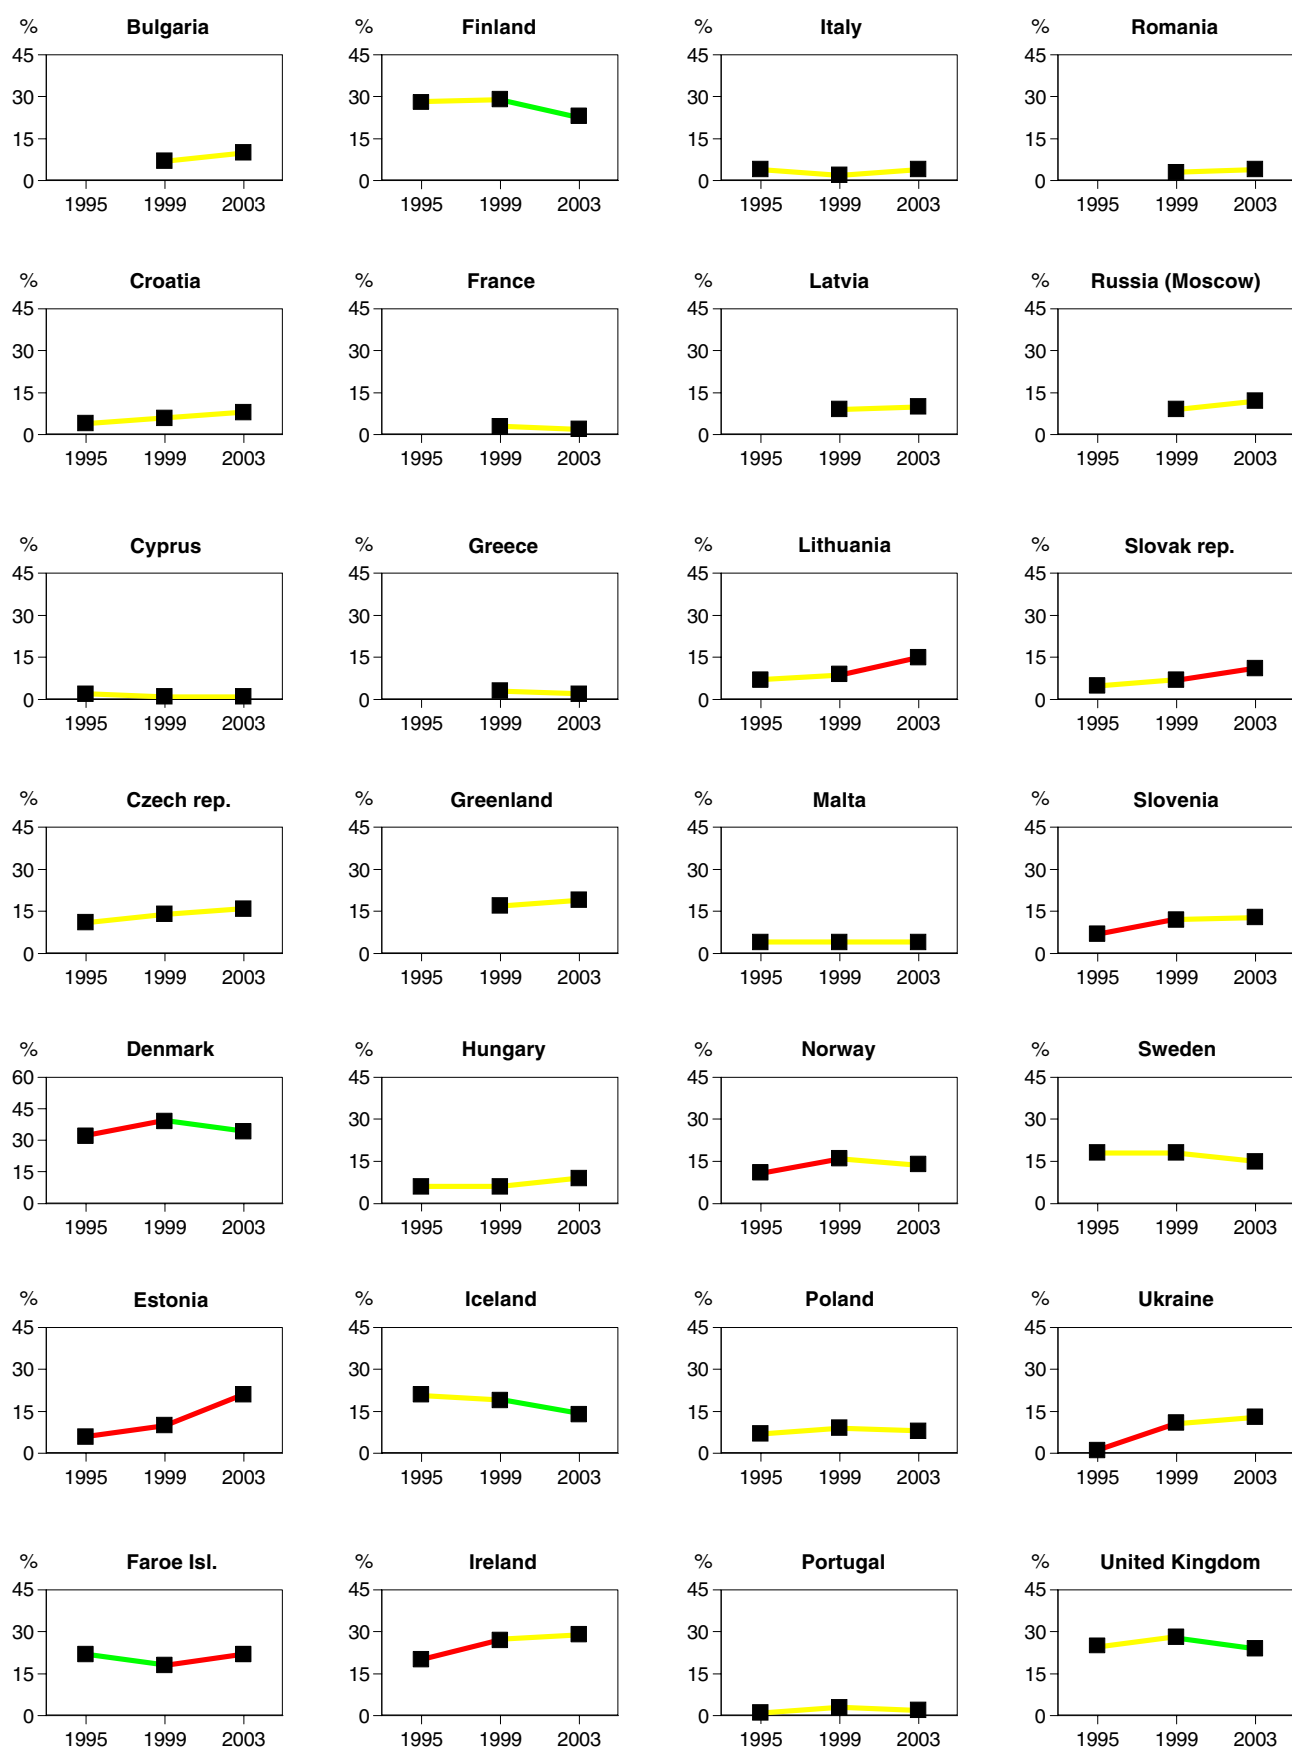 % Bulgaria % Finland % Italy % Romania
45 45 45 45
30 30 30 30
15 15 15 15
0 0 0 0
1995 1999 2003 1995 1999 2003 1995 1999 2003 1995 1999 2003
% Croatia % France % Latvia % Russia (Moscow)
45 45 45 45
30 30 30 30
15 15 15 15
0 0 0 0
1995 1999 2003 1995 1999 2003 1995 1999 2003 1995 1999 2003
% Cyprus % Greece % Lithuania % Slovak rep.
45 45 45 45
30 30 30 30
15 15 15 15
0 0 0 0
1995 1999 2003 1995 1999 2003 1995 1999 2003 1995 1999 2003
% Czech rep. % Greenland % Malta % Slovenia
45 45 45 45
30 30 30 30
15 15 15 15
0 0 0 0
1995 1999 2003 1995 1999 2003 1995 1999 2003 1995 1999 2003
% Denmark % Hungary % Norway % Sweden
60 45 45 45
45 30 30 30
30 15 15 15
15 0 0 0
0
1995 1999 2003 1995 1999 2003 1995 1999 2003 1995 1999 2003
% Estonia % Iceland % Poland % Ukraine
45 45 45 45
30 30 30 30
15 15 15 15
0 0 0 0
1995 1999 2003 1995 1999 2003 1995 1999 2003 1995 1999 2003
% Faroe Isl. % Ireland % Portugal % United Kingdom
45 45 45 45
30 30 30 30
15 15 15 15
0 0 0 0
1995 1999 2003 1995 1999 2003 1995 1999 2003 1995 1999 2003